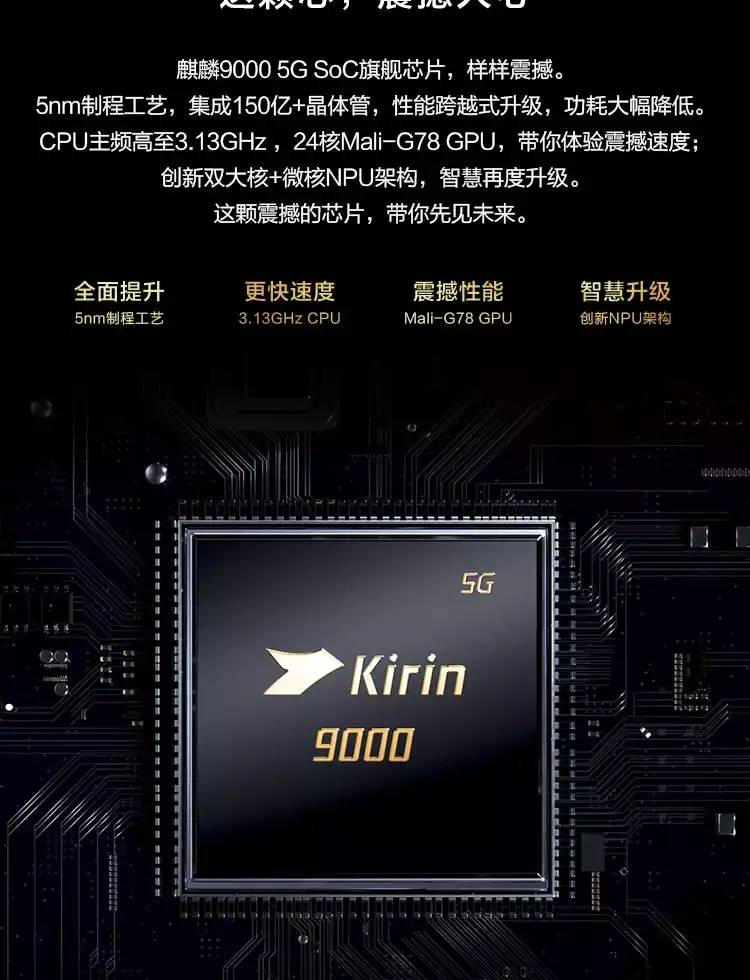 麒麟9000 5G SoC旗舰芯片，样样震撼。
5nm制程工艺，集成150亿+晶体管，性能跨越式升级，功耗大幅降低。
CPU主频高至3.13GHz ，24核Mali-G78 GPU，带你体验震撼速度；
创新双大核+微核NPU架构，智慧再度升级。
这颗震撼的芯片，带你先见未来。
全面提升 更快速度 震撼性能 智慧升级
5nm制程工艺 3.13GHz CPU Mali-G78 GPU 创新NPU架构
5G
Kirin
9000